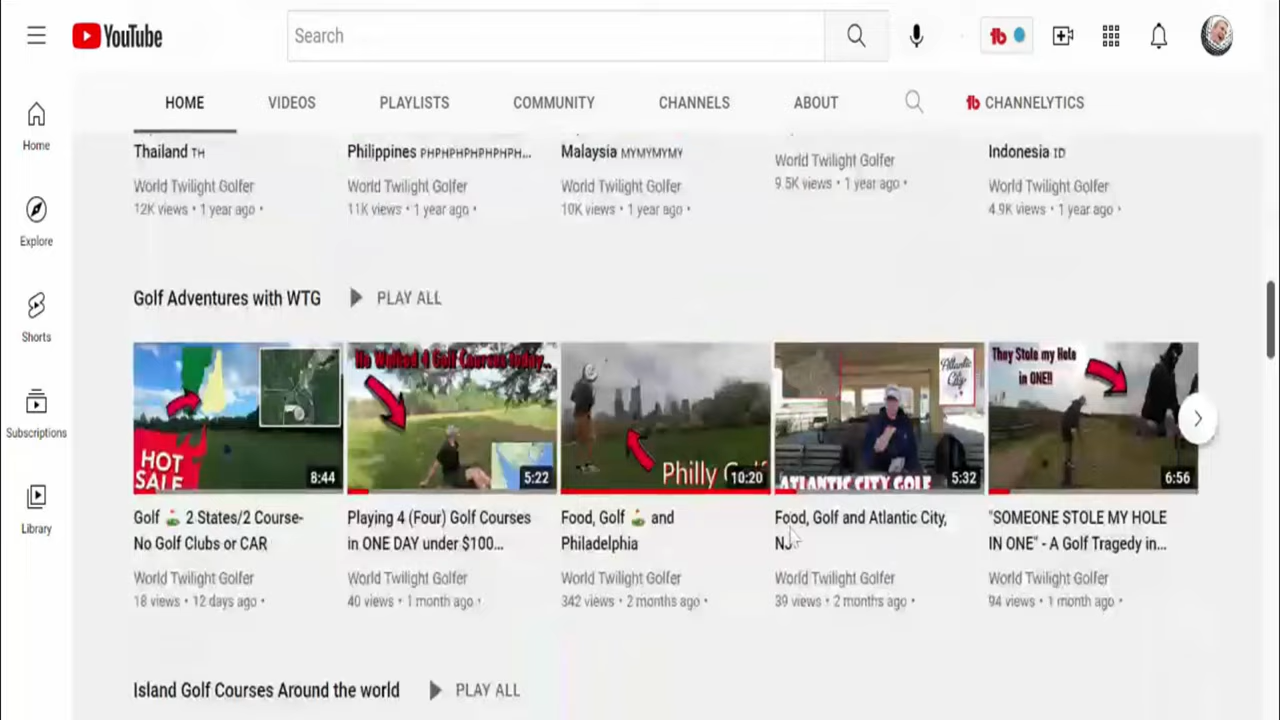 YouTube
Search
HOME VIDEOS PLAYLISTS COMMUNITY CHANNELS ABOUT CHANNELYTICS
Home
Explore
Shorts
Subscriptions
Library
Thailand TH
World Twilight Golfer
12K views • 1 year ago •
Philippines PHPHPHPHPHPHPH...
World Twilight Golfer
11K views • 1 year ago •
Malaysia MYMYMYMY
World Twilight Golfer
10K views • 1 year ago •
World Twilight Golfer
9.5K views • 1 year ago •
Indonesia ID
World Twilight Golfer
4.9K views • 1 year ago •
Golf Adventures with WTG PLAY ALL
HOT
SALE
8:44
Golf ⛳ 2 States/2 Course-
No Golf Clubs or CAR
World Twilight Golfer
18 views • 12 days ago •
He Walked 4 Golf Courses today..
5:22
Playing 4 (Four) Golf Courses
in ONE DAY under $100...
World Twilight Golfer
40 views • 1 month ago •
Philly Golf
10:20
Food, Golf ⛳ and
Philadelphia
World Twilight Golfer
342 views • 2 months ago •
Atlantic
City
ATLANTIC CITY GOLF
5:32
Food, Golf and Atlantic City,
NJ
World Twilight Golfer
39 views • 2 months ago •
They Stole my Hole
in ONE!!
6:56
"SOMEONE STOLE MY HOLE
IN ONE" - A Golf Tragedy in...
World Twilight Golfer
94 views • 1 month ago •
Island Golf Courses Around the world PLAY ALL